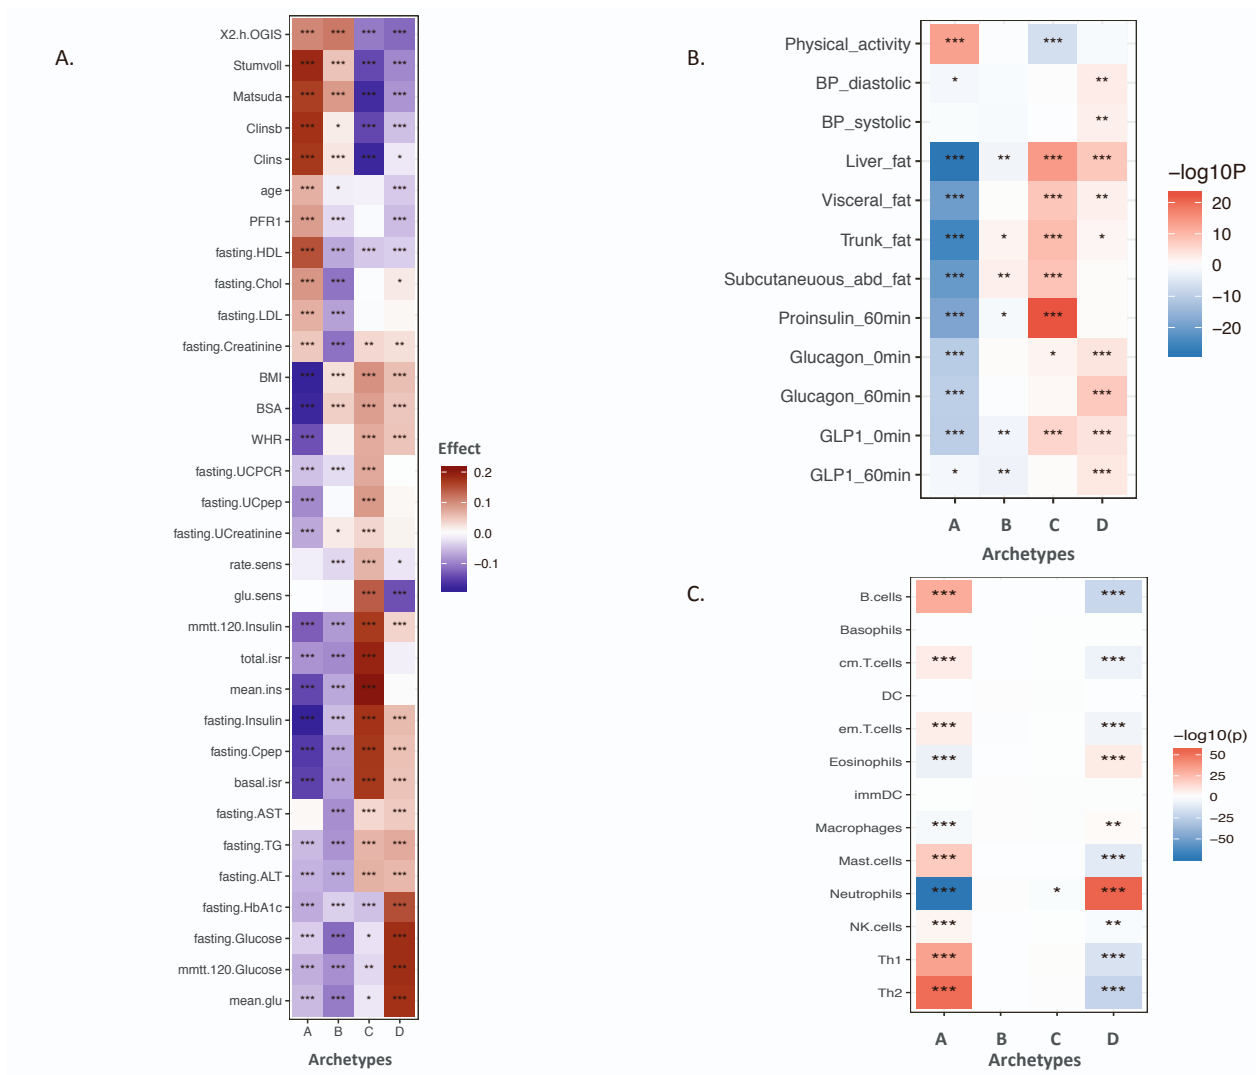 A.
X2.h.OGIS *** *** *** ***
Stumvoll *** *** *** ***
Matsuda *** *** *** ***
Clinsb *** * *** ***
Clins *** *** *** *
age *** * ***
PFR1 *** *** ***
fasting.HDL *** *** *** ***
fasting.Chol *** *** *
fasting.LDL *** ***
fasting.Creatinine *** *** ** **
BMI *** *** *** ***
BSA *** *** *** ***
WHR *** *** ***
fasting.UCPCR *** *** ***
fasting.UCpep *** ***
fasting.UCreatinine *** * ***
rate.sens *** *** *
glu.sens *** ***
mmtt.120.Insulin *** *** *** ***
total.isr *** *** ***
mean.ins *** *** ***
fasting.Insulin *** *** *** ***
fasting.Cpep *** *** *** ***
basal.isr *** *** *** ***
fasting.AST *** *** ***
fasting.TG *** *** *** ***
fasting.ALT *** *** *** ***
fasting.HbA1c *** *** *** ***
fasting.Glucose *** *** * ***
mmtt.120.Glucose *** *** ** ***
mean.glu *** *** * ***
A B C D
Archetypes
Effect
0.2
0.1
0.0
−0.1
B.
Physical_activity *** ***
BP_diastolic * **
BP_systolic **
Liver_fat *** ** *** ***
Visceral_fat *** *** **
Trunk_fat *** * *** *
Subcutaneuous_abd_fat *** ** ***
Proinsulin_60min *** * ***
Glucagon_0min *** * ***
Glucagon_60min *** ***
GLP1_0min *** ** *** ***
GLP1_60min * ** ***
A B C D
Archetypes
−log10P
20
10
0
−10
−20
C.
B.cells *** ***
Basophils
cm.T.cells *** ***
DC
em.T.cells *** ***
Eosinophils *** ***
immDC
Macrophages *** **
Mast.cells *** ***
Neutrophils *** * ***
NK.cells *** **
Th1 *** ***
Th2 *** ***
A B C D
Archetypes
−log10(p)
50
25
0
−25
−50